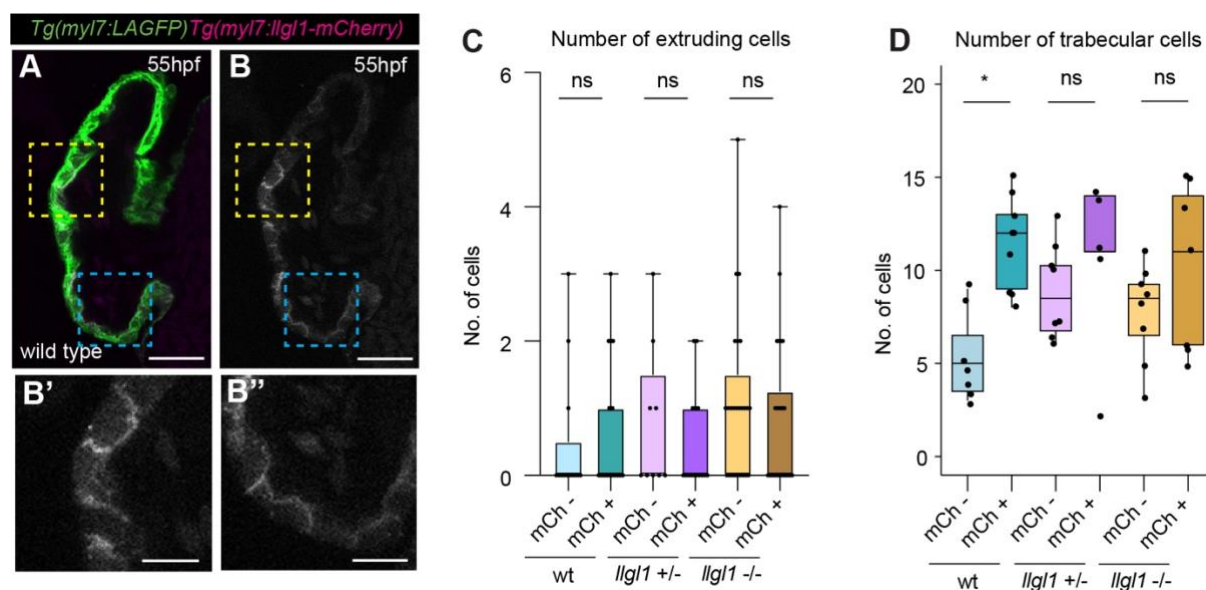 Tg(myl7:LAGFP)Tg(myl7:llgl1-mCherry)
A 55hpf
wild type
B 55hpf
B’
B”
C Number of extruding cells
ns ns ns
No. of cells
6
4
2
0
mCh - mCh + mCh - mCh + mCh - mCh +
wt llgl1 +/- llgl1 -/-
D Number of trabecular cells
* ns ns
No. of cells
20
15
10
5
0
mCh - mCh + mCh - mCh + mCh - mCh +
wt llgl1 +/- llgl1 -/-